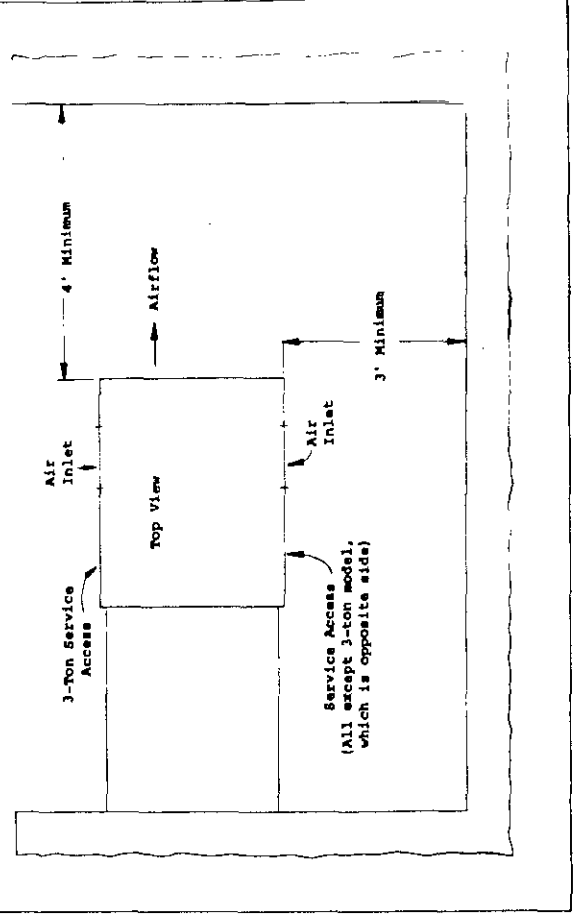 4' Minimum
Airflow
3' Minimum
Air
Inlet
Air
Inlet
Top View
3-Ton Service
Access
Service Access
(All except 3-ton model,
which is opposite side)